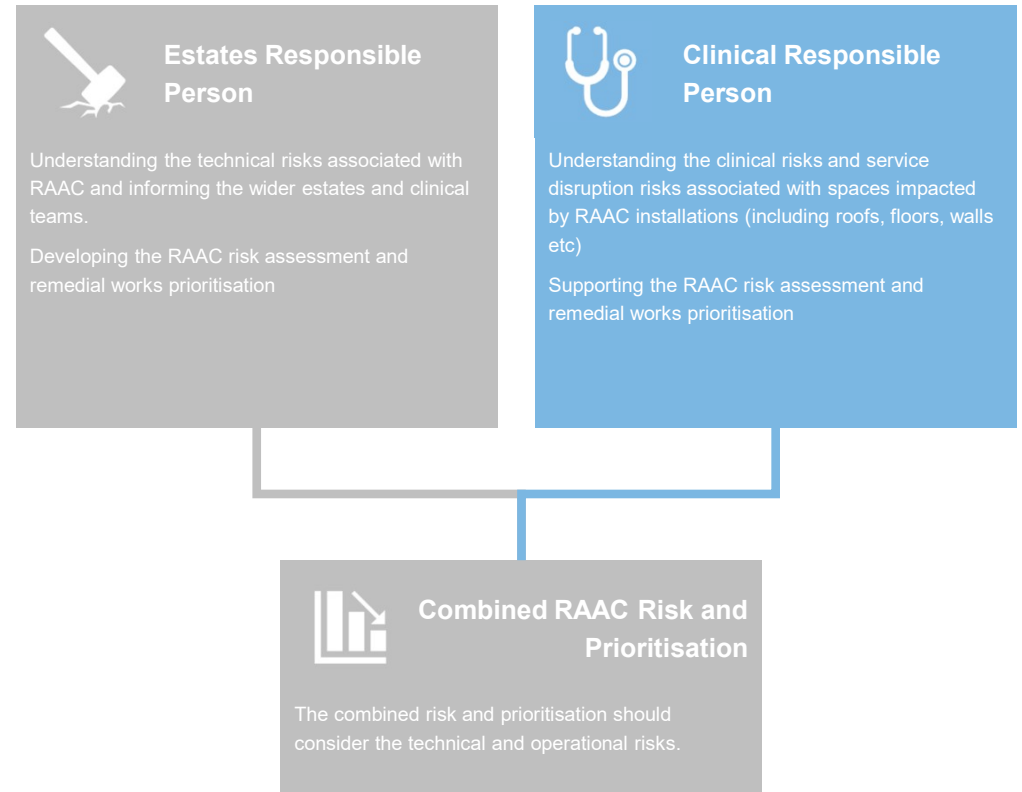 Estates Responsible
Person
Understanding the technical risks associated with
RAAC and informing the wider estates and clinical
teams.
Developing the RAAC risk assessment and
remedial works prioritisation
Clinical Responsible
Person
Understanding the clinical risks and service
disruption risks associated with spaces impacted
by RAAC installations (including roofs, floors, walls
etc)
Supporting the RAAC risk assessment and
remedial works prioritisation
Combined RAAC Risk and
Prioritisation
The combined risk and prioritisation should
consider the technical and operational risks.